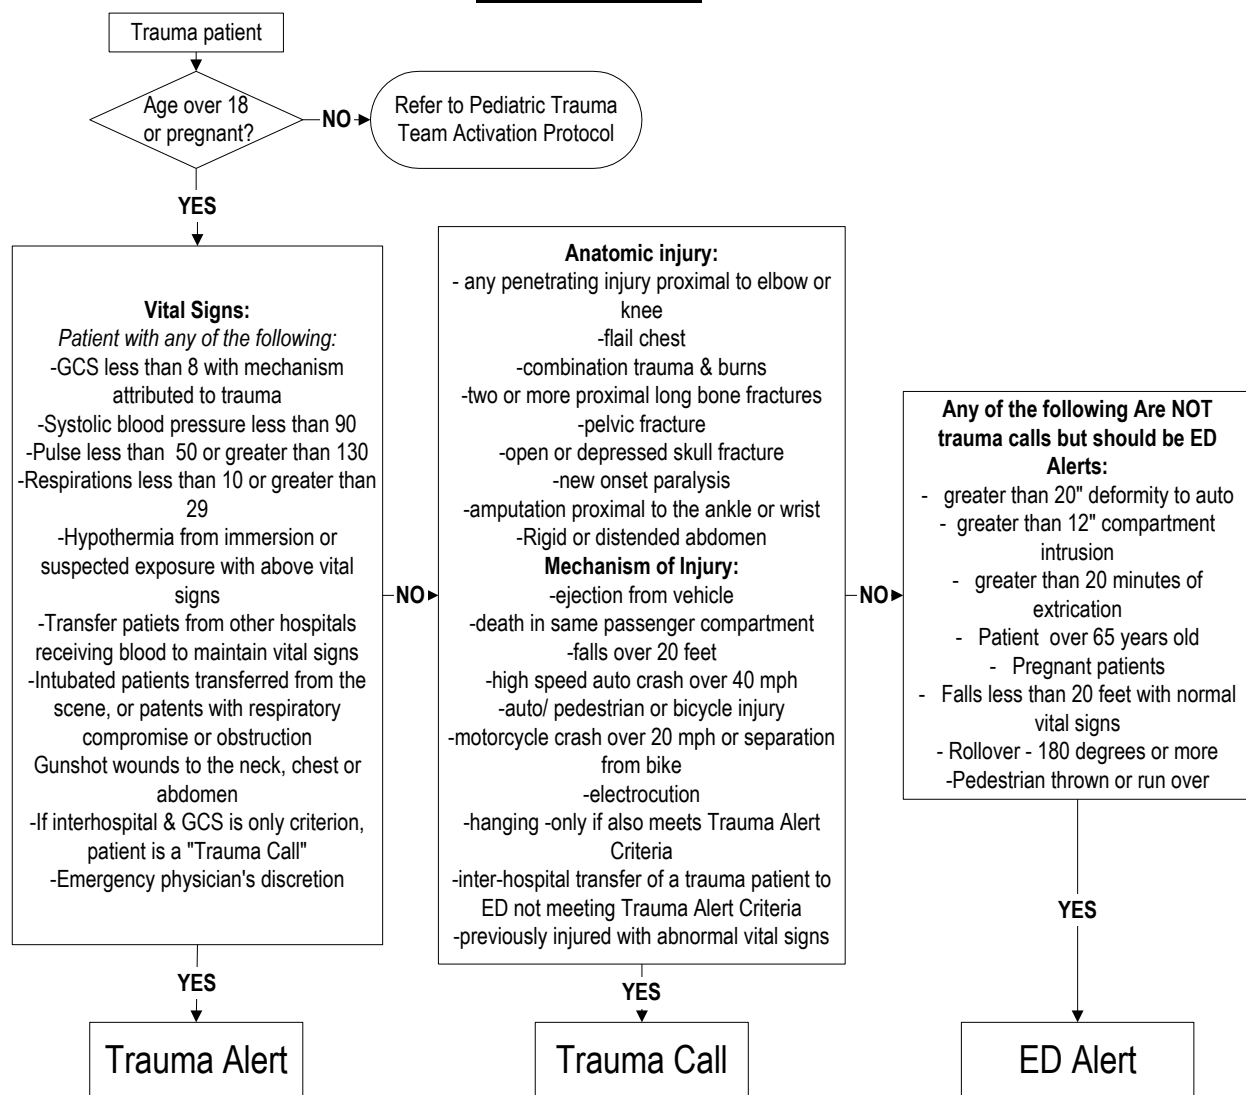 Trauma patient
Age over 18
or pregnant?
NO
Refer to Pediatric Trauma
Team Activation Protocol
YES
Vital Signs:
Patient with any of the following:
-GCS less than 8 with mechanism
attributed to trauma
-Systolic blood pressure less than 90
-Pulse less than 50 or greater than 130
-Respirations less than 10 or greater than
29
-Hypothermia from immersion or
suspected exposure with above vital
signs
-Transfer patiets from other hospitals
receiving blood to maintain vital signs
-Intubated patients transferred from the
scene, or patents with respiratory
compromise or obstruction
Gunshot wounds to the neck, chest or
abdomen
-If interhospital & GCS is only criterion,
patient is a "Trauma Call"
-Emergency physician's discretion
NO
Anatomic injury:
- any penetrating injury proximal to elbow or
knee
-flail chest
-combination trauma & burns
-two or more proximal long bone fractures
-pelvic fracture
-open or depressed skull fracture
-new onset paralysis
-amputation proximal to the ankle or wrist
-Rigid or distended abdomen
Mechanism of Injury:
-ejection from vehicle
-death in same passenger compartment
-falls over 20 feet
-high speed auto crash over 40 mph
-auto/ pedestrian or bicycle injury
-motorcycle crash over 20 mph or separation
from bike
-electrocution
-hanging -only if also meets Trauma Alert
Criteria
-inter-hospital transfer of a trauma patient to
ED not meeting Trauma Alert Criteria
-previously injured with abnormal vital signs
NO
Any of the following Are NOT
trauma calls but should be ED
Alerts:
- greater than 20" deformity to auto
- greater than 12" compartment
intrusion
- greater than 20 minutes of
extrication
- Patient over 65 years old
- Pregnant patients
- Falls less than 20 feet with normal
vital signs
- Rollover - 180 degrees or more
-Pedestrian thrown or run over
YES
YES
YES
Trauma Alert
Trauma Call
ED Alert